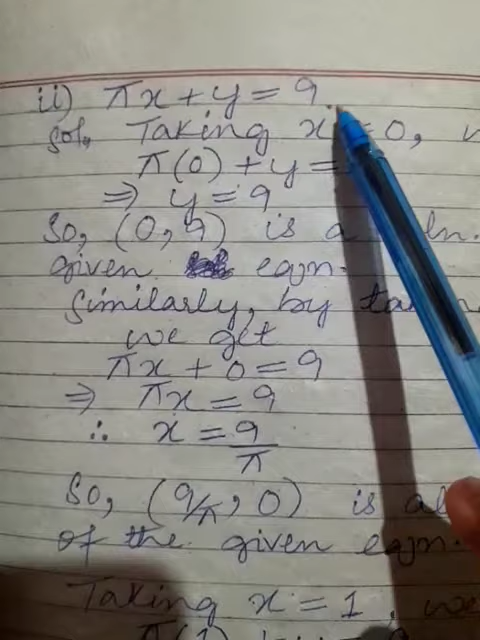 ii) πx + y = 9
Sol, Taking x = 0,
π(0) + y =
⇒ y = 9
So, (0, 9) is a
given eqn.
Similarly, by
we get
πx + 0 = 9
⇒ πx = 9
∴ x = 9/π
So, (9/π, 0) is
of the given eqn.
Taking x = 1, we